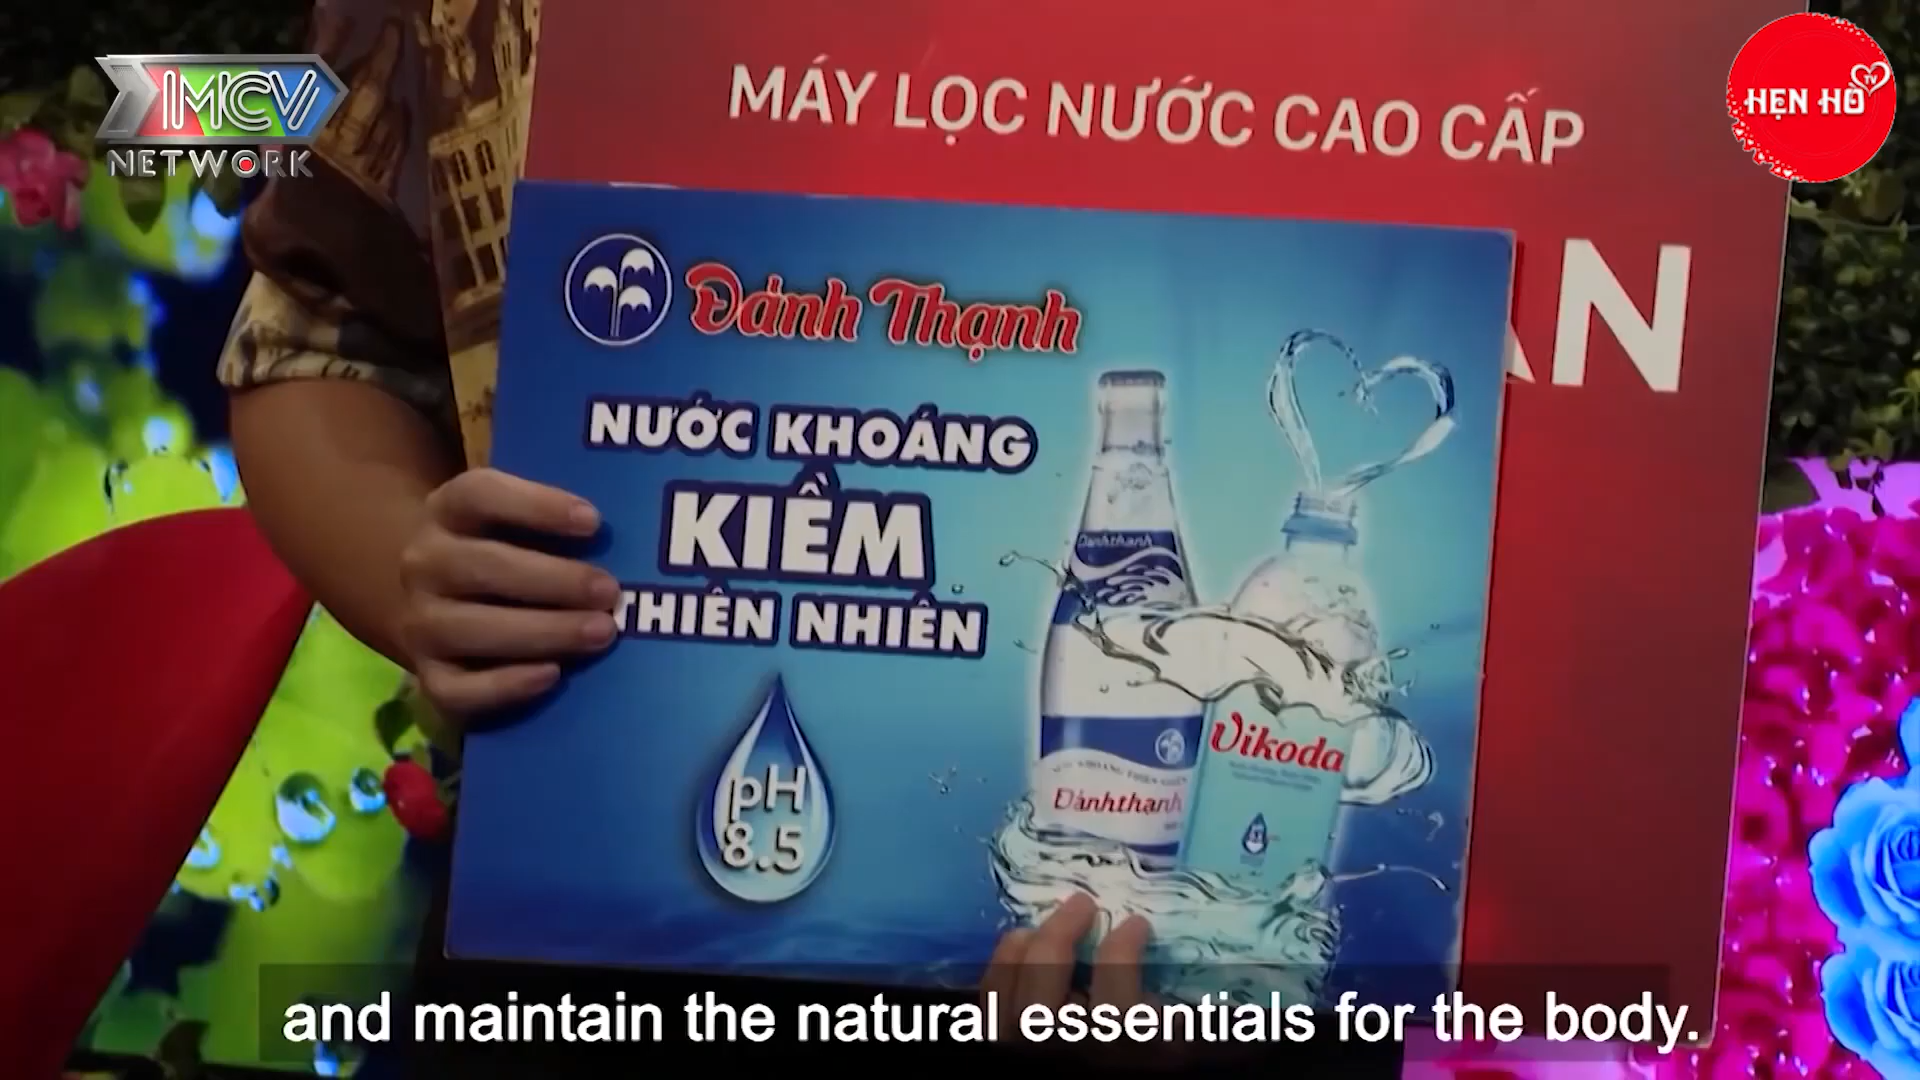 MCV
NETWORK
HẸN HÒ
TV
MÁY LỌC NƯỚC CAO CẤP
AN
Đảnh Thạnh
NƯỚC KHOÁNG
KIỀM
THIÊN NHIÊN
pH
8.5
Danhthanh
Vikoda
Đảnhthạnh
and maintain the natural essentials for the body.